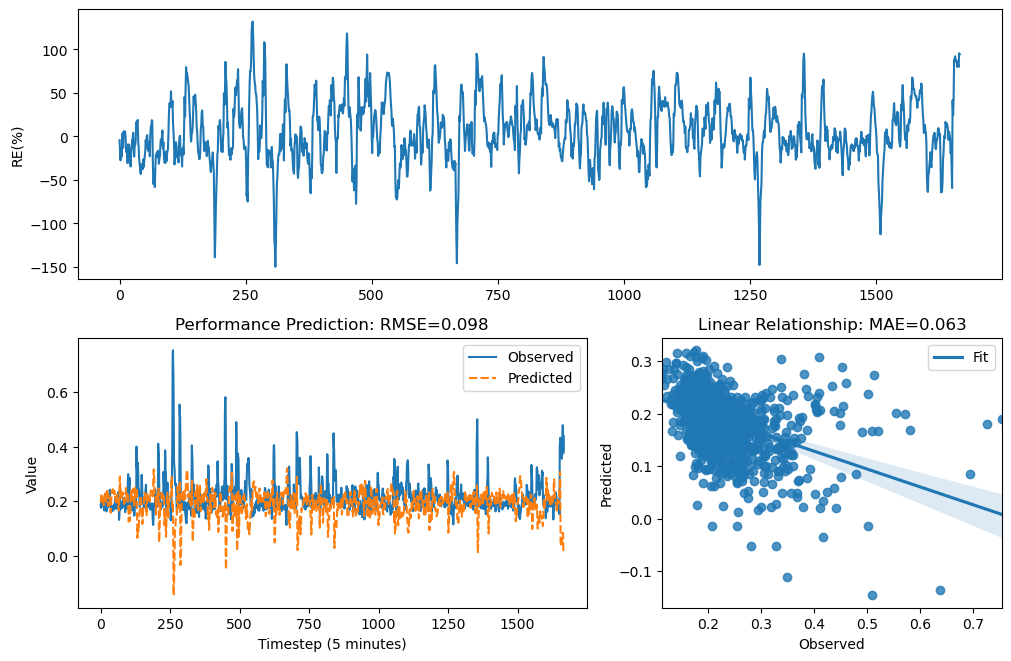 RE(%)
100
50
0
−50
−100
−150
0 250 500 750 1000 1250 1500
Performance Prediction: RMSE=0.098
Value
0.6
0.4
0.2
0.0
Observed
Predicted
0 250 500 750 1000 1250 1500
Timestep (5 minutes)
Linear Relationship: MAE=0.063
Predicted
0.3
0.2
0.1
0.0
−0.1
Fit
0.2 0.3 0.4 0.5 0.6 0.7
Observed